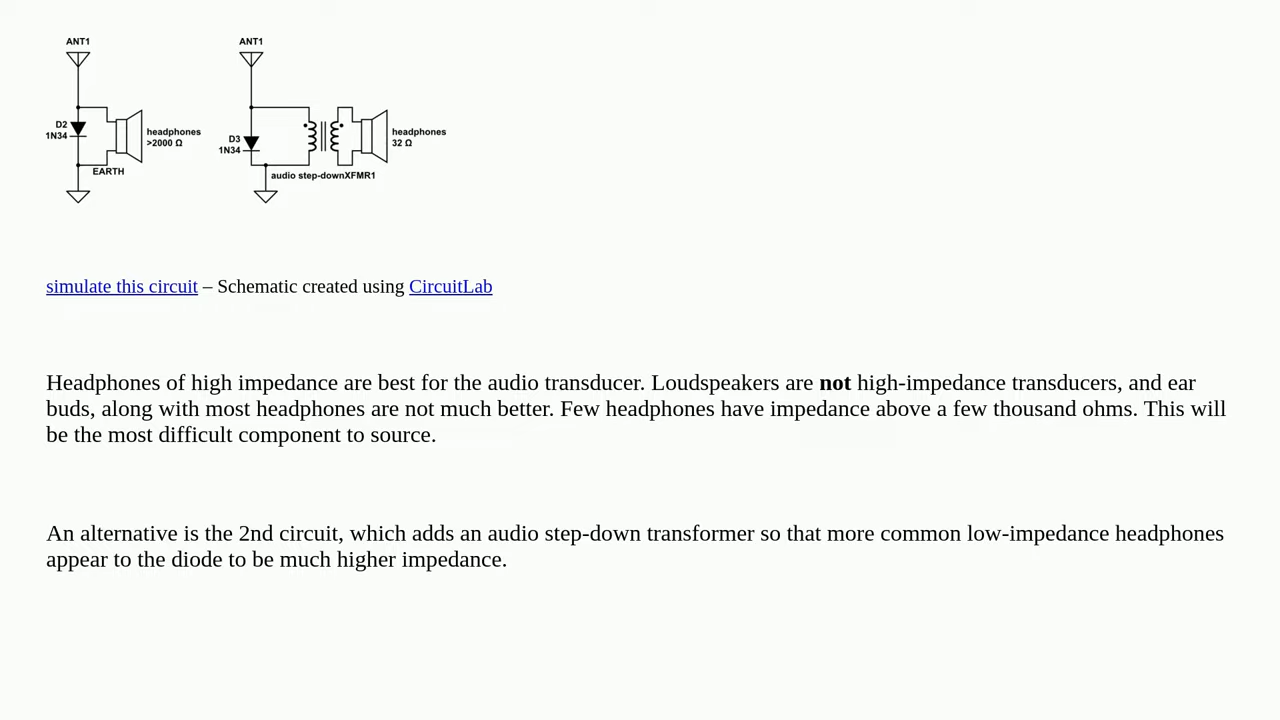 ANT1
ANT1
D2
1N34
headphones
>2000 Ω
EARTH
D3
1N34
headphones
32 Ω
audio step-downXFMR1
simulate this circuit – Schematic created using CircuitLab
Headphones of high impedance are best for the audio transducer. Loudspeakers are not high-impedance transducers, and ear
buds, along with most headphones are not much better. Few headphones have impedance above a few thousand ohms. This will
be the most difficult component to source.
An alternative is the 2nd circuit, which adds an audio step-down transformer so that more common low-impedance headphones
appear to the diode to be much higher impedance.